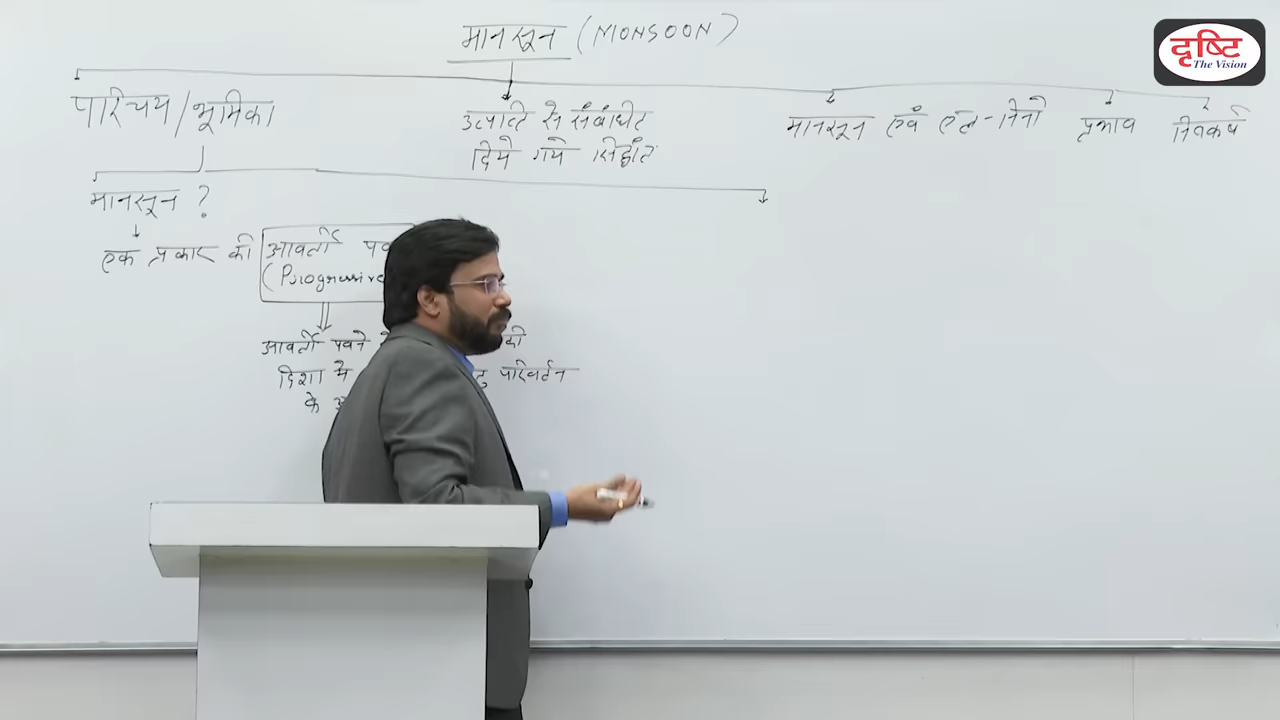 मानसून (MONSOON)
दृष्टि
The Vision
परिचय/भूमिका
उत्पत्ति से संबंधित
दिये गये सिद्धांत
मानसून एवं एल-नीनो
प्रभाव
निष्कर्ष
मानसून ?
एक प्रकार की आवर्ती
(Progressive
आवर्ती पवने
की
दिशा में
परिवर्तन
के